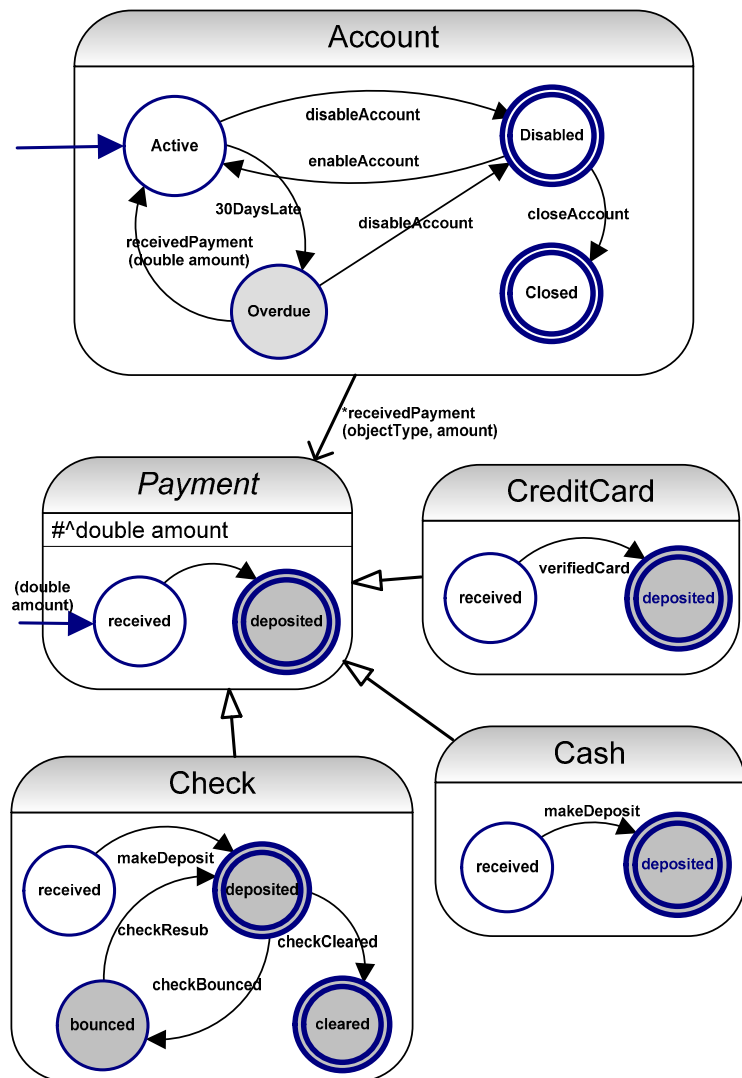 Account
Active
disableAccount
Disabled
enableAccount
30DaysLate
disableAccount
closeAccount
receivedPayment
(double amount)
Overdue
Closed
*receivedPayment
(objectType, amount)
Payment
#^double amount
(double
amount)
received
deposited
CreditCard
verifiedCard
received
deposited
Check
makeDeposit
received
deposited
checkResub
checkCleared
checkBounced
bounced
cleared
Cash
makeDeposit
received
deposited